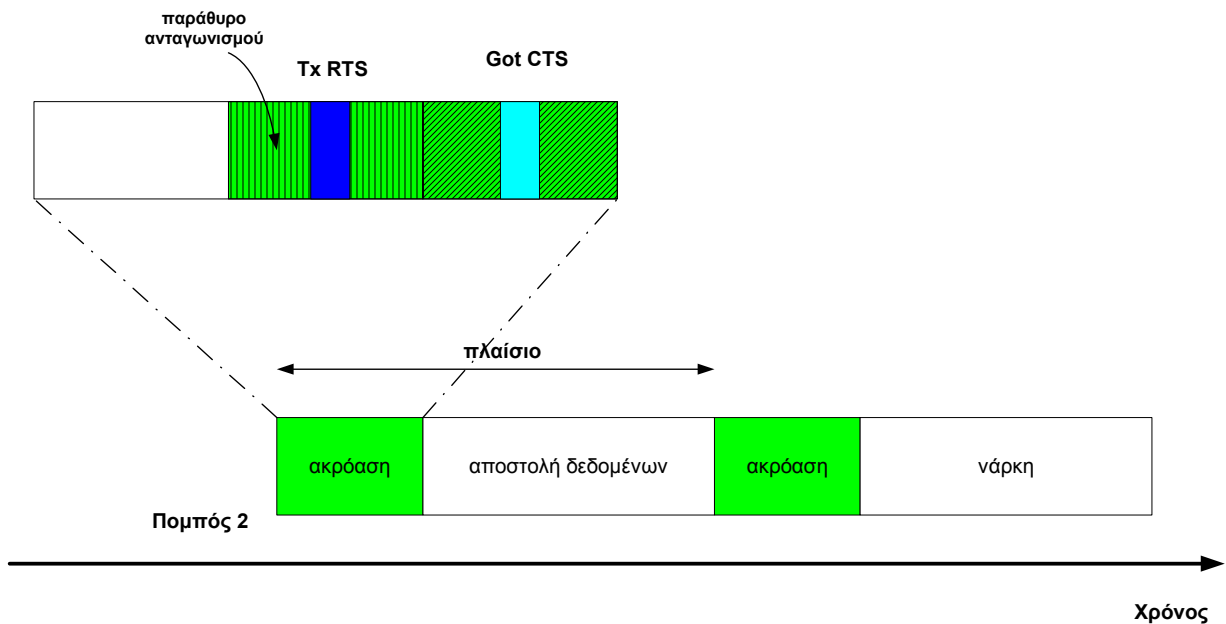 παράθυρο
ανταγωνισμού
Tx RTS
Got CTS
πλαίσιο
ακρόαση
αποστολή δεδομένων
ακρόαση
νάρκη
Πομπός 2
Χρόνος